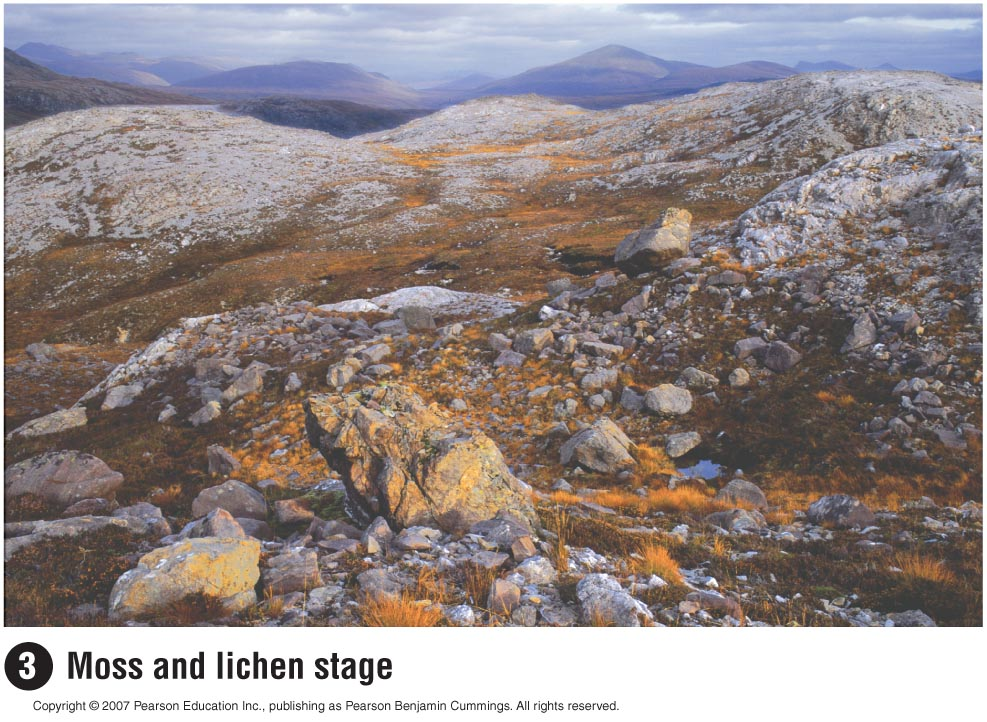 3 Moss and lichen stage
Copyright © 2007 Pearson Education Inc., publishing as Pearson Benjamin Cummings. All rights reserved.